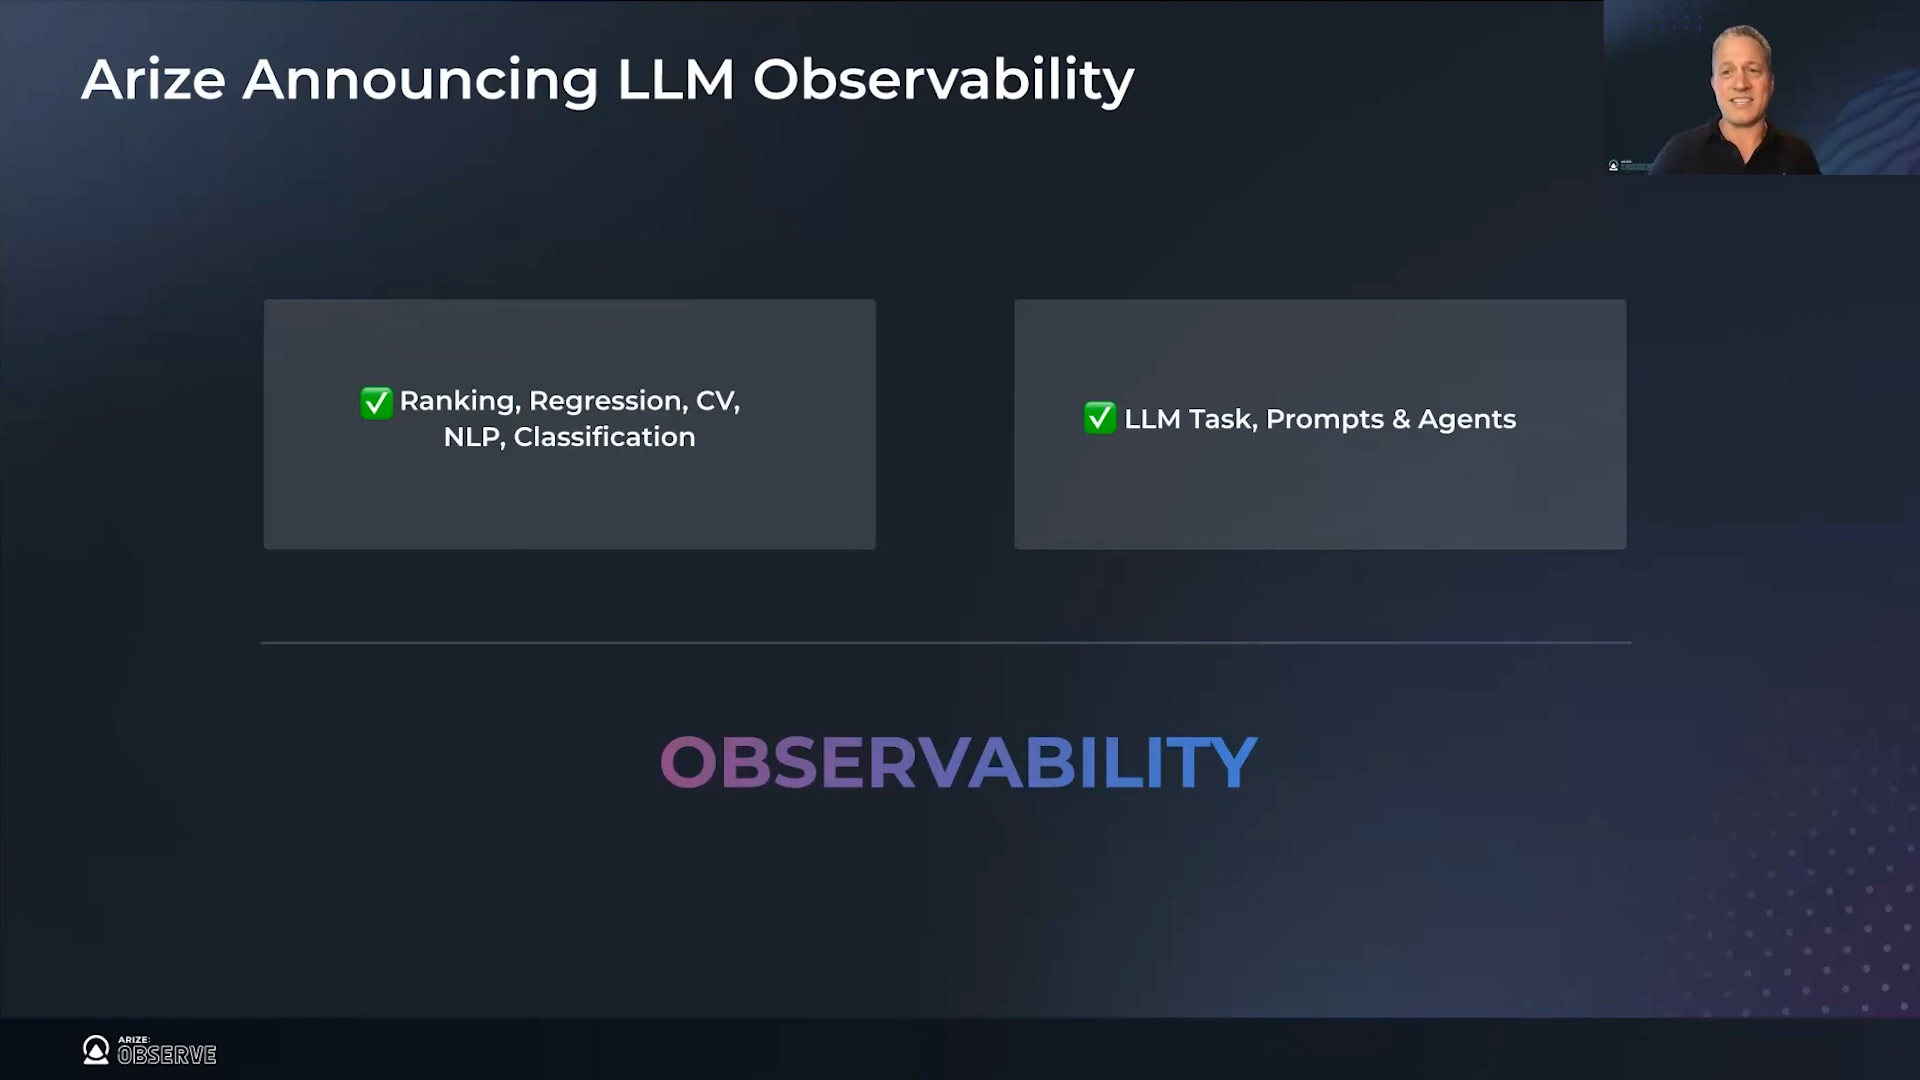 Arize Announcing LLM Observability
✅ Ranking, Regression, CV,
NLP, Classification
✅ LLM Task, Prompts & Agents
OBSERVABILITY
ARIZE:
OBSERVE